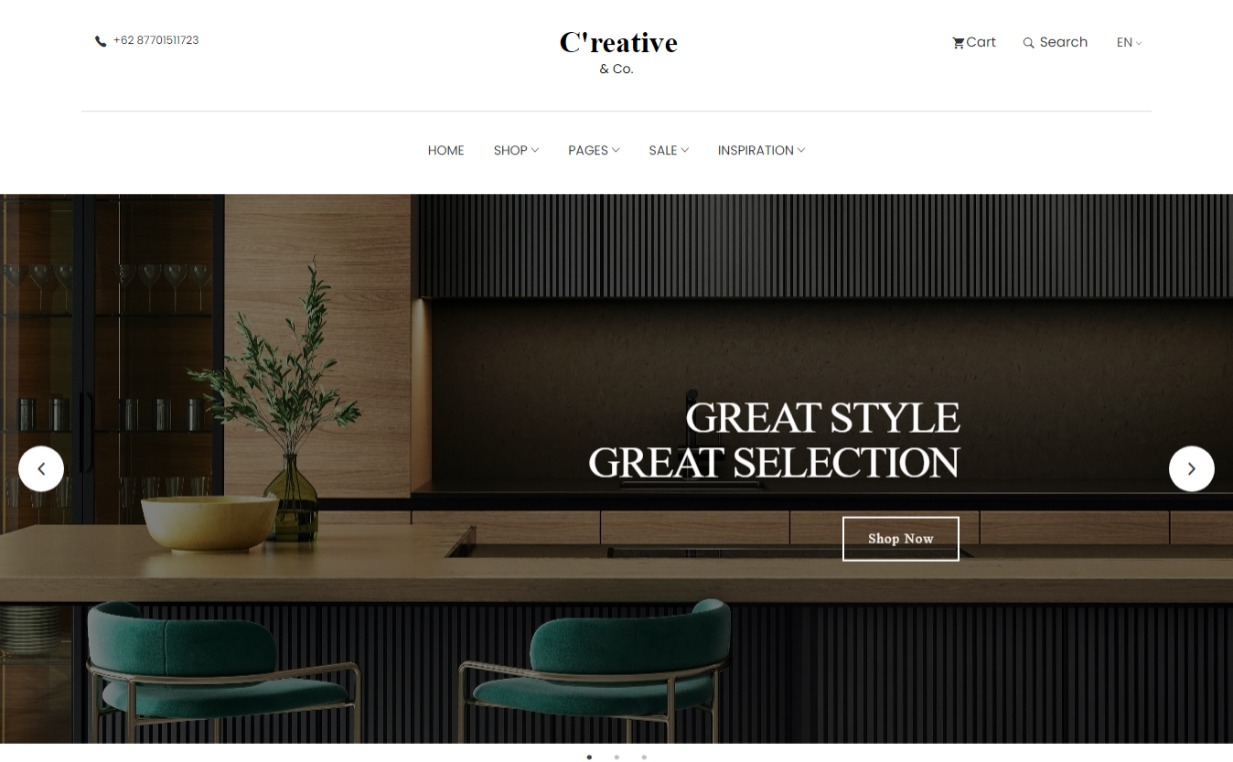 +62 87701511723
C'reative
& Co.
Cart
Search
EN
HOME
SHOP
PAGES
SALE
INSPIRATION
GREAT STYLE
GREAT SELECTION
Shop Now